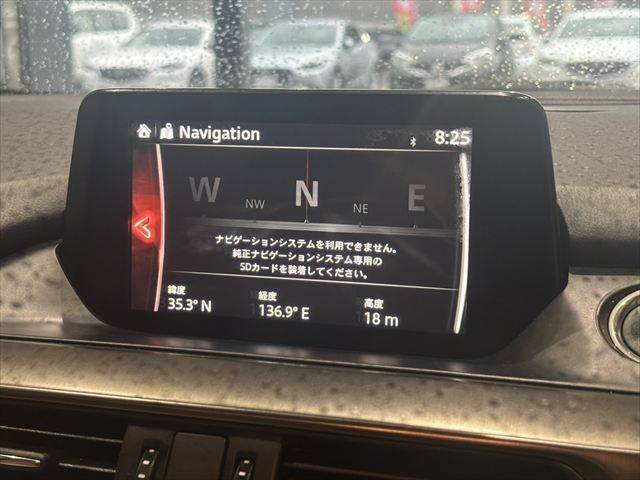 Navigation
8:25
W NW N NE E
ナビゲーションシステムを利用できません。
純正ナビゲーションシステム専用の
SDカードを装着してください。
緯度 経度 高度
35.3° N 136.9° E 18 m